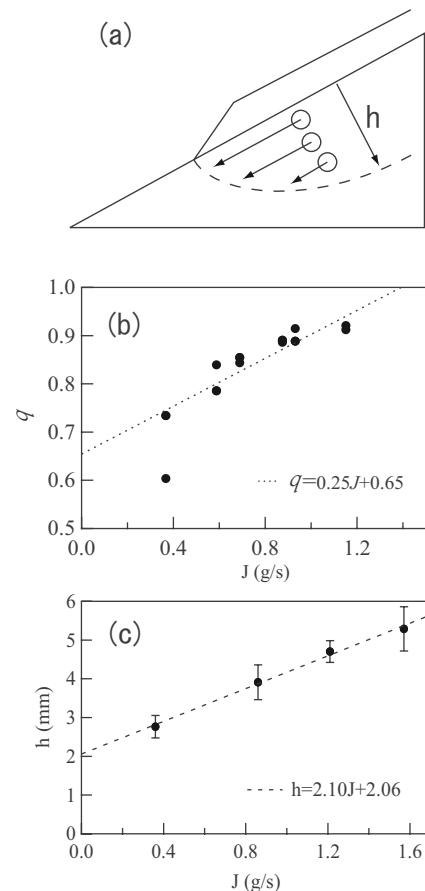 (a)
h
1.0
(b)
0.9
0.8
q
0.7
0.6
q=0.25J+0.65
0.5
0.0 0.4 0.8 1.2
J (g/s)
6
(c)
5
4
h (mm)
3
2
1
h=2.10J+2.06
0
0.0 0.4 0.8 1.2 1.6
J (g/s)